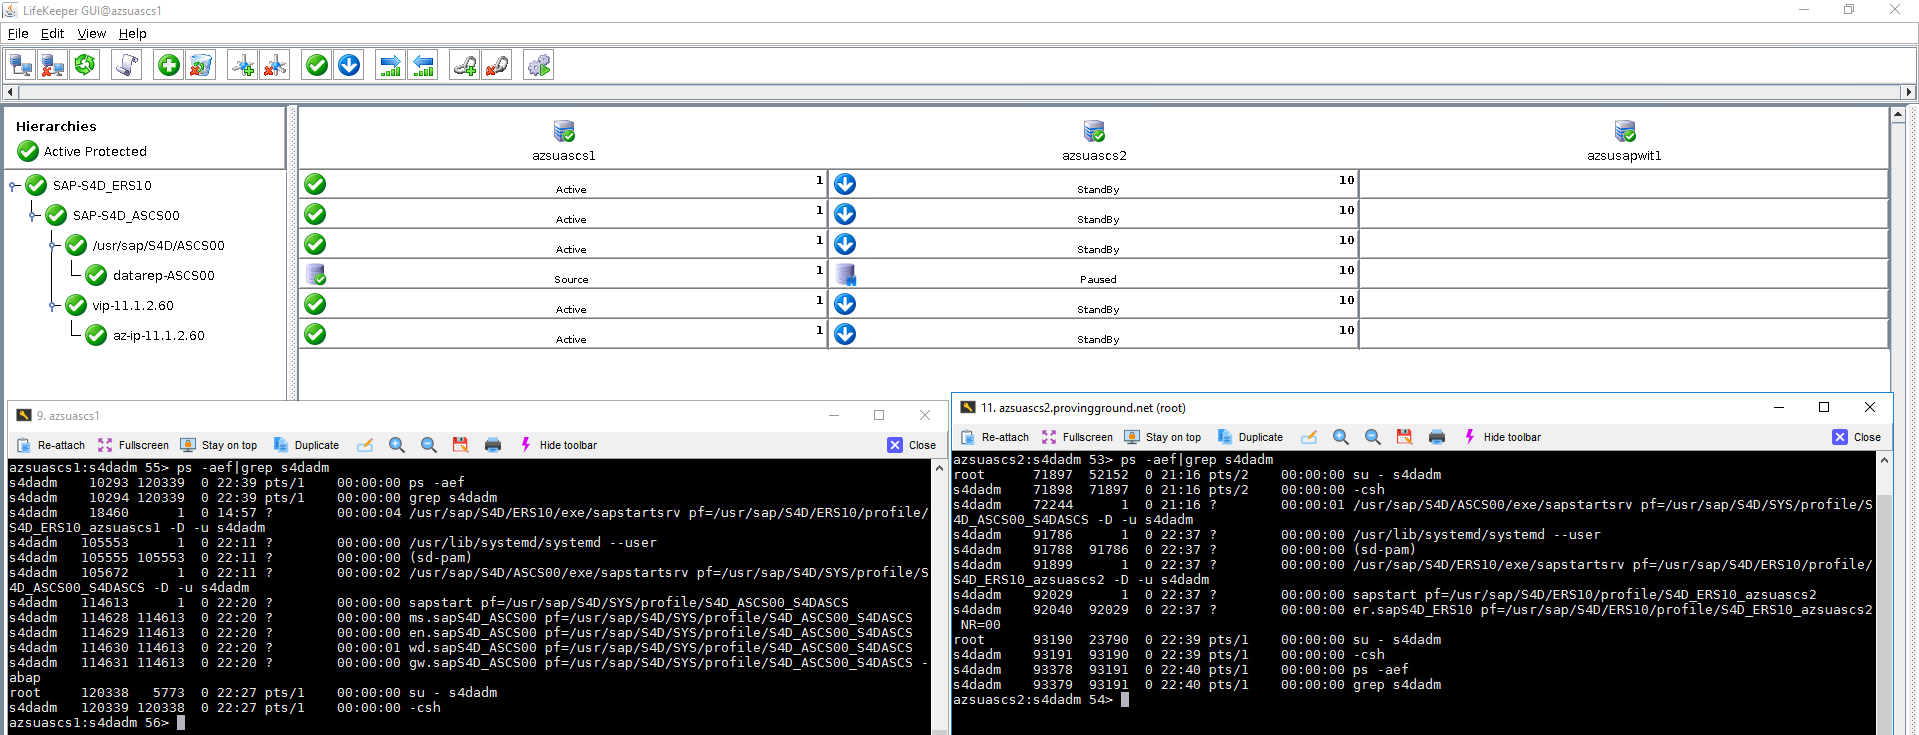 LifeKeeper GUI@azsuascs1
File Edit View Help
Hierarchies
Active Protected
azsuascs1 azsuascs2 azsusapwit1
SAP-S4D_ERS10 Active 1 StandBy 10
SAP-S4D_ASCS00 Active 1 StandBy 10
/usr/sap/S4D/ASCS00 Active 1 StandBy 10
datarep-ASCS00 Source 1 Paused 10
vip-11.1.2.60 Active 1 StandBy 10
az-ip-11.1.2.60 Active 1 StandBy 10
9. azsuascs1
Re-attach Fullscreen Stay on top Duplicate Hide toolbar Close
azsuascs1:s4dadm 55> ps -aef|grep s4dadm
s4dadm 10293 120339 0 22:39 pts/1 00:00:00 ps -aef
s4dadm 10294 120339 0 22:39 pts/1 00:00:00 grep s4dadm
s4dadm 18460 1 0 14:57 ? 00:00:04 /usr/sap/S4D/ERS10/exe/sapstartsrv pf=/usr/sap/S4D/ERS10/profile/
S4D_ERS10_azsuascs1 -D -u s4dadm
s4dadm 105553 1 0 22:11 ? 00:00:00 /usr/lib/systemd/systemd --user
s4dadm 105555 105553 0 22:11 ? 00:00:00 (sd-pam)
s4dadm 105672 1 0 22:11 ? 00:00:02 /usr/sap/S4D/ASCS00/exe/sapstartsrv pf=/usr/sap/S4D/SYS/profile/S
4D_ASCS00_S4DASCS -D -u s4dadm
s4dadm 114613 1 0 22:20 ? 00:00:00 sapstart pf=/usr/sap/S4D/SYS/profile/S4D_ASCS00_S4DASCS
s4dadm 114628 114613 0 22:20 ? 00:00:00 ms.sapS4D_ASCS00 pf=/usr/sap/S4D/SYS/profile/S4D_ASCS00_S4DASCS
s4dadm 114629 114613 0 22:20 ? 00:00:00 en.sapS4D_ASCS00 pf=/usr/sap/S4D/SYS/profile/S4D_ASCS00_S4DASCS
s4dadm 114630 114613 0 22:20 ? 00:00:01 wd.sapS4D_ASCS00 pf=/usr/sap/S4D/SYS/profile/S4D_ASCS00_S4DASCS
s4dadm 114631 114613 0 22:20 ? 00:00:00 gw.sapS4D_ASCS00 pf=/usr/sap/S4D/SYS/profile/S4D_ASCS00_S4DASCS -
abap
root 120338 5773 0 22:27 pts/1 00:00:00 su - s4dadm
s4dadm 120339 120338 0 22:27 pts/1 00:00:00 -csh
azsuascs1:s4dadm 56>
11. azsuascs2.provingground.net (root)
Re-attach Fullscreen Stay on top Duplicate Hide toolbar Close
azsuascs2:s4dadm 53> ps -aef|grep s4dadm
root 71897 52152 0 21:16 pts/2 00:00:00 su - s4dadm
s4dadm 71898 71897 0 21:16 pts/2 00:00:00 -csh
s4dadm 72244 1 0 21:16 ? 00:00:01 /usr/sap/S4D/ASCS00/exe/sapstartsrv pf=/usr/sap/S4D/SYS/profile/S
4D_ASCS00_S4DASCS -D -u s4dadm
s4dadm 91786 1 0 22:37 ? 00:00:00 /usr/lib/systemd/systemd --user
s4dadm 91788 91786 0 22:37 ? 00:00:00 (sd-pam)
s4dadm 91899 1 0 22:37 ? 00:00:00 /usr/sap/S4D/ERS10/exe/sapstartsrv pf=/usr/sap/S4D/ERS10/profile/
S4D_ERS10_azsuascs2 -D -u s4dadm
s4dadm 92029 1 0 22:37 ? 00:00:00 sapstart pf=/usr/sap/S4D/ERS10/profile/S4D_ERS10_azsuascs2
s4dadm 92040 92029 0 22:37 ? 00:00:00 er.sapS4D_ERS10 pf=/usr/sap/S4D/ERS10/profile/S4D_ERS10_azsuascs2
NR=00
root 93190 23790 0 22:39 pts/1 00:00:00 su - s4dadm
s4dadm 93191 93190 0 22:39 pts/1 00:00:00 -csh
s4dadm 93378 93191 0 22:40 pts/1 00:00:00 ps -aef
s4dadm 93379 93191 0 22:40 pts/1 00:00:00 grep s4dadm
azsuascs2:s4dadm 54>